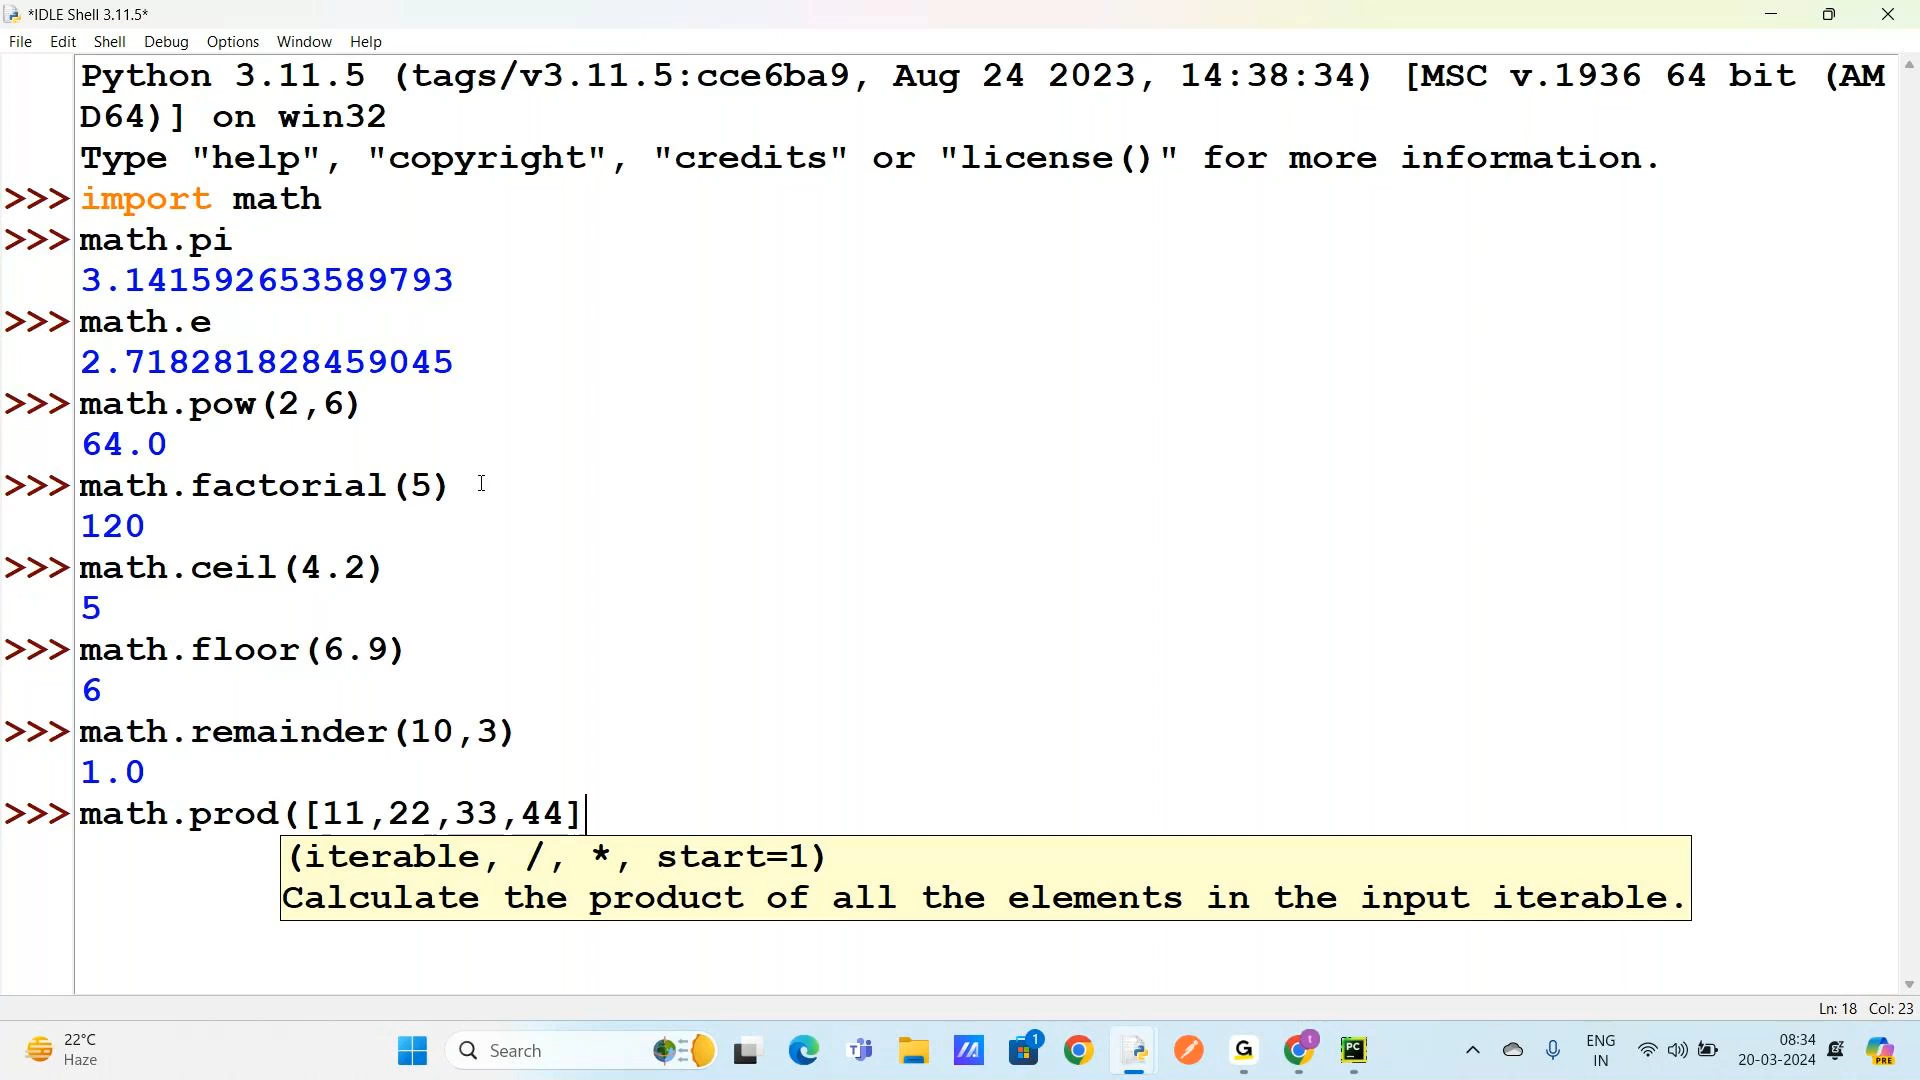 *IDLE Shell 3.11.5*
File Edit Shell Debug Options Window Help
Python 3.11.5 (tags/v3.11.5:cce6ba9, Aug 24 2023, 14:38:34) [MSC v.1936 64 bit (AM
D64)] on win32
Type "help", "copyright", "credits" or "license()" for more information.
>>> import math
>>> math.pi
3.141592653589793
>>> math.e
2.718281828459045
>>> math.pow(2,6)
64.0
>>> math.factorial(5)
120
>>> math.ceil(4.2)
5
>>> math.floor(6.9)
6
>>> math.remainder(10,3)
1.0
>>> math.prod([11,22,33,44]
(iterable, /, *, start=1)
Calculate the product of all the elements in the input iterable.
Ln: 18 Col: 23
22°C
Haze
Search
1
t
PC
ENG
IN
08:34
20-03-2024
PRE